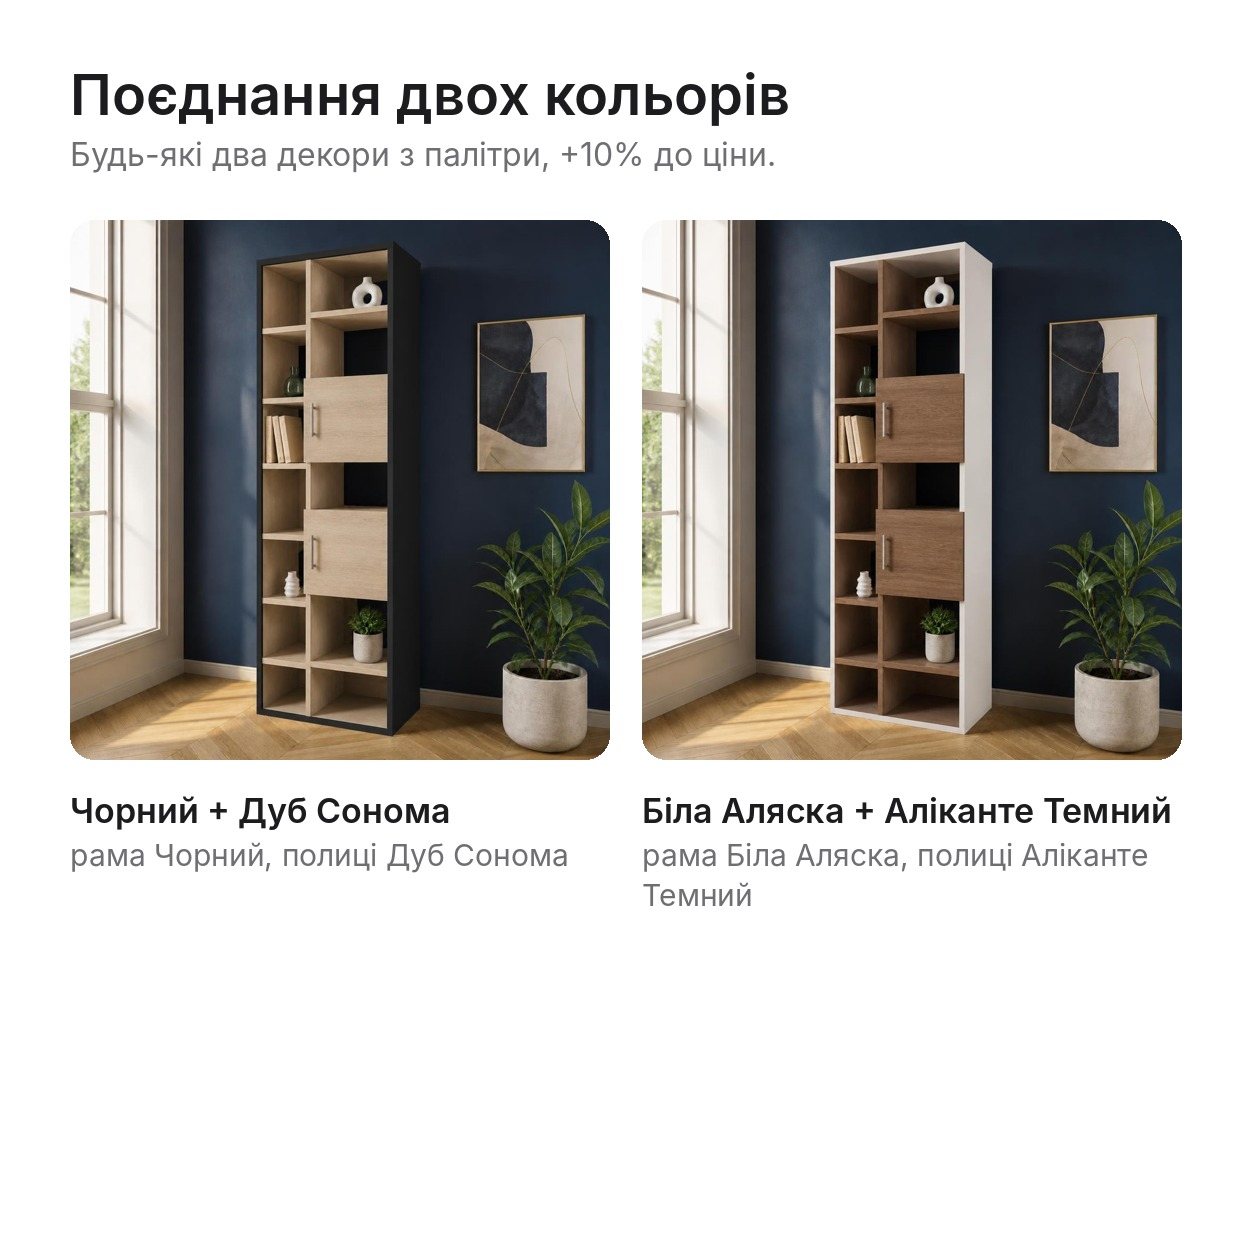 Поєднання двох кольорів
Будь-які два декори з палітри, +10% до ціни.
Чорний + Дуб Сонома
рама Чорний, полиці Дуб Сонома
Біла Аляска + Аліканте Темний
рама Біла Аляска, полиці Аліканте
Темний